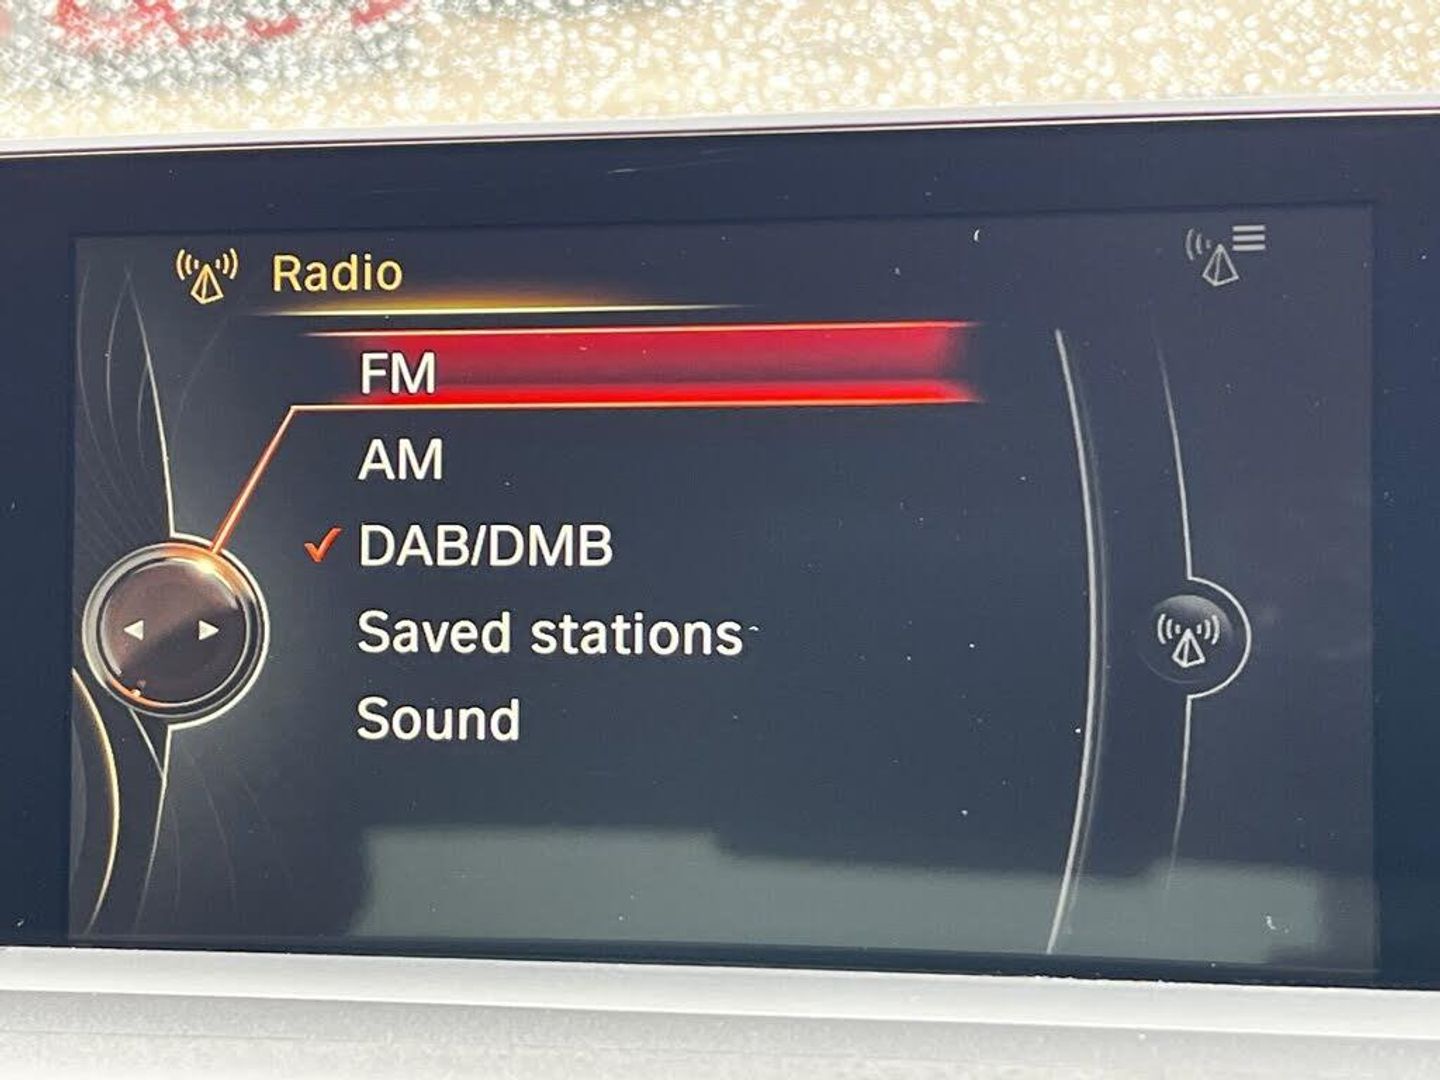 Radio
FM
AM
DAB/DMB
Saved stations
Sound